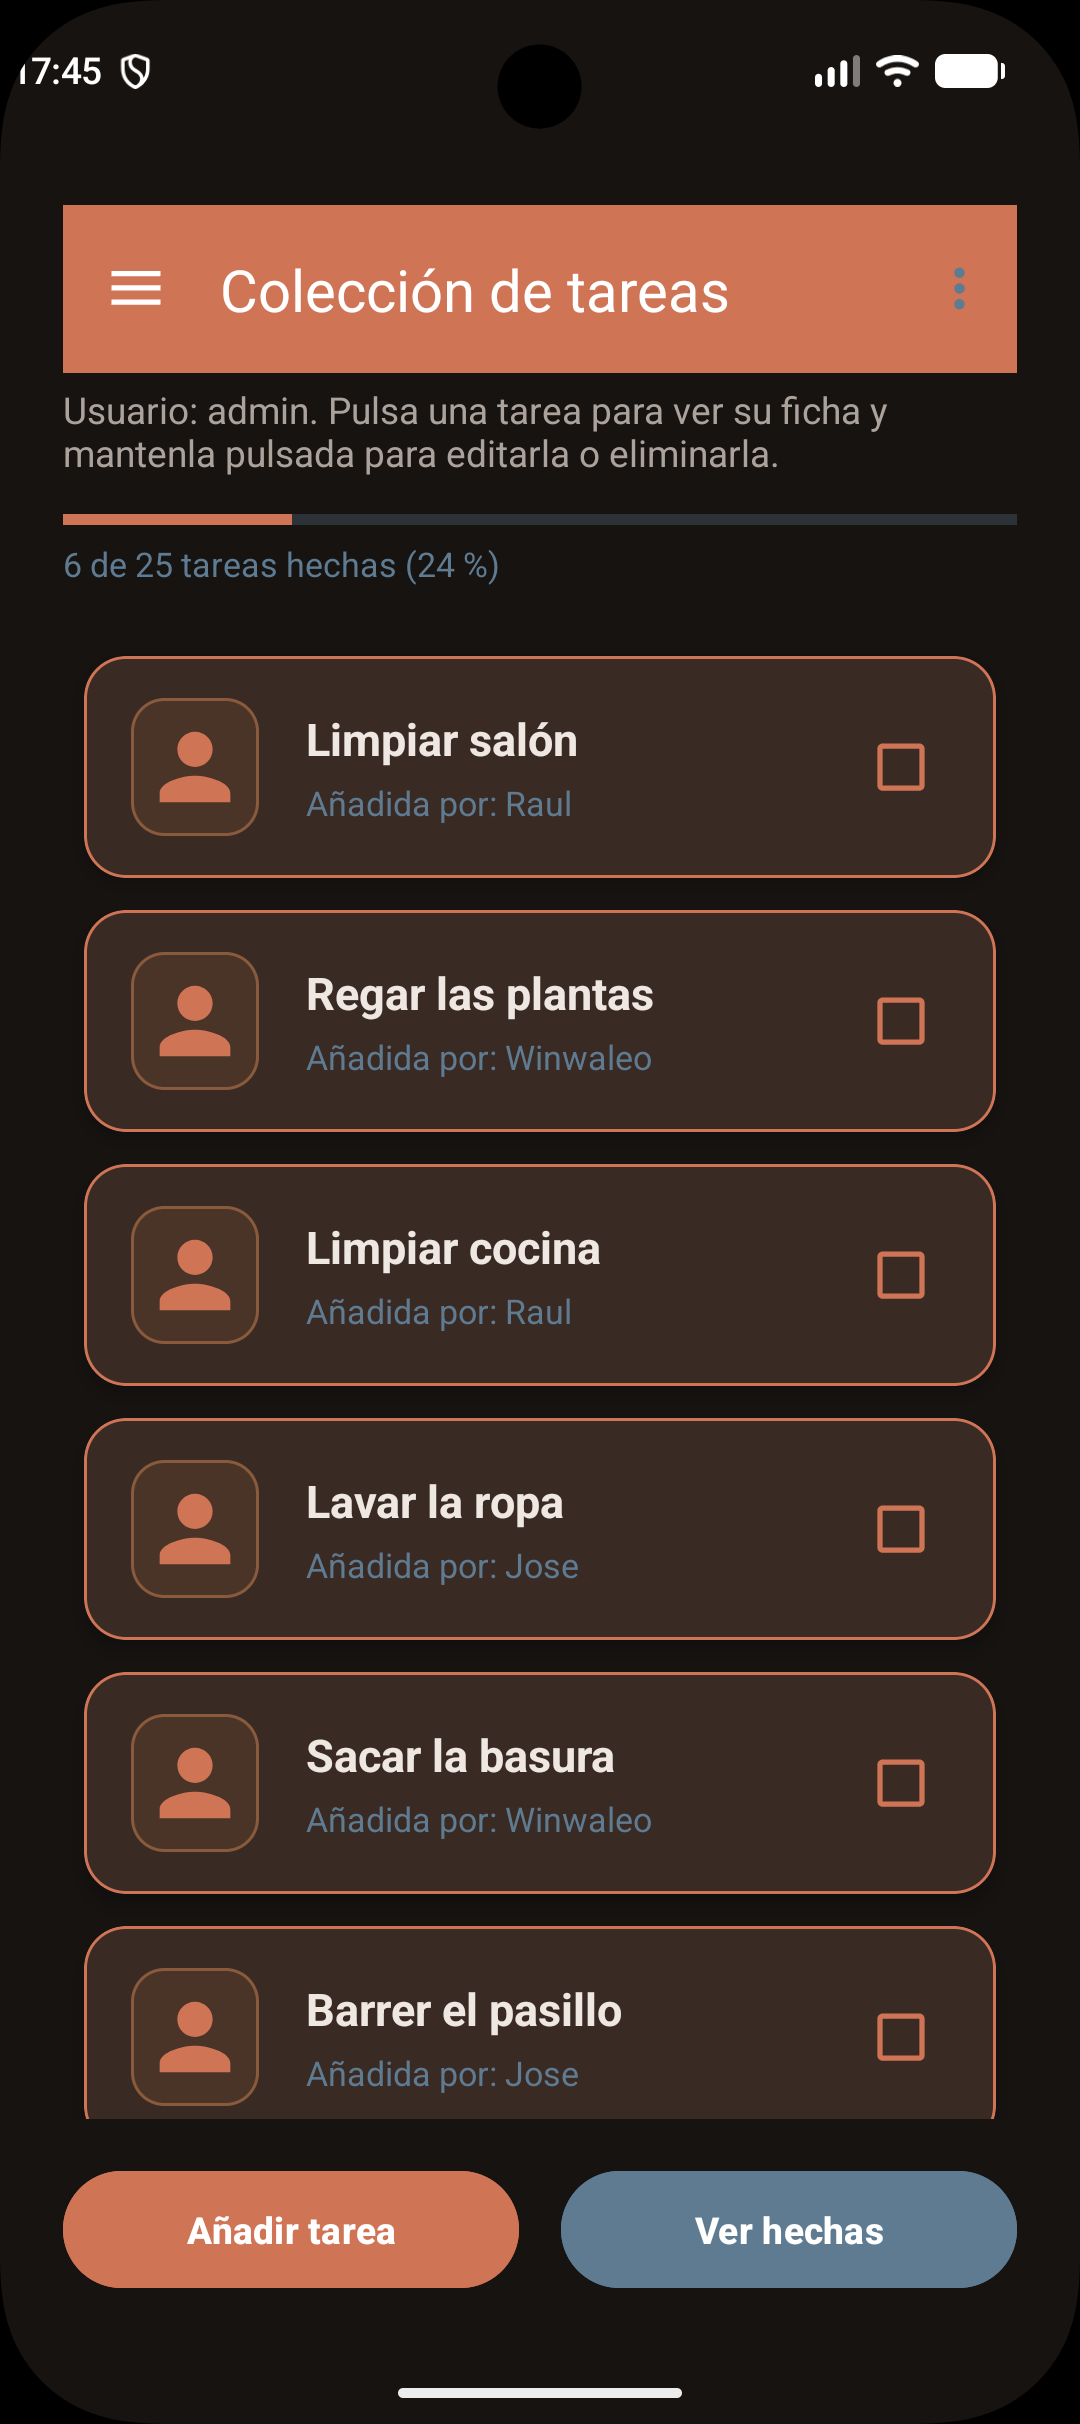 17:45
Colección de tareas
Usuario: admin. Pulsa una tarea para ver su ficha y
mantenla pulsada para editarla o eliminarla.
6 de 25 tareas hechas (24 %)
Limpiar salón
Añadida por: Raul
Regar las plantas
Añadida por: Winwaleo
Limpiar cocina
Añadida por: Raul
Lavar la ropa
Añadida por: Jose
Sacar la basura
Añadida por: Winwaleo
Barrer el pasillo
Añadida por: Jose
Añadir tarea
Ver hechas